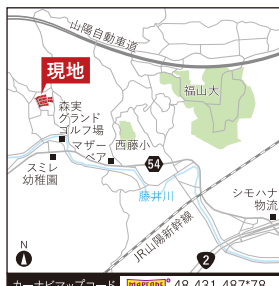 山陽自動車道
現地
福山大
森実
グランド
ゴルフ場
マザー
ベア
西藤小
54
スミレ
幼稚園
藤井川
シモハナ
物流
JR山陽新幹線
N
2
カーナビマップコード MAPCODE 48 431 487*78